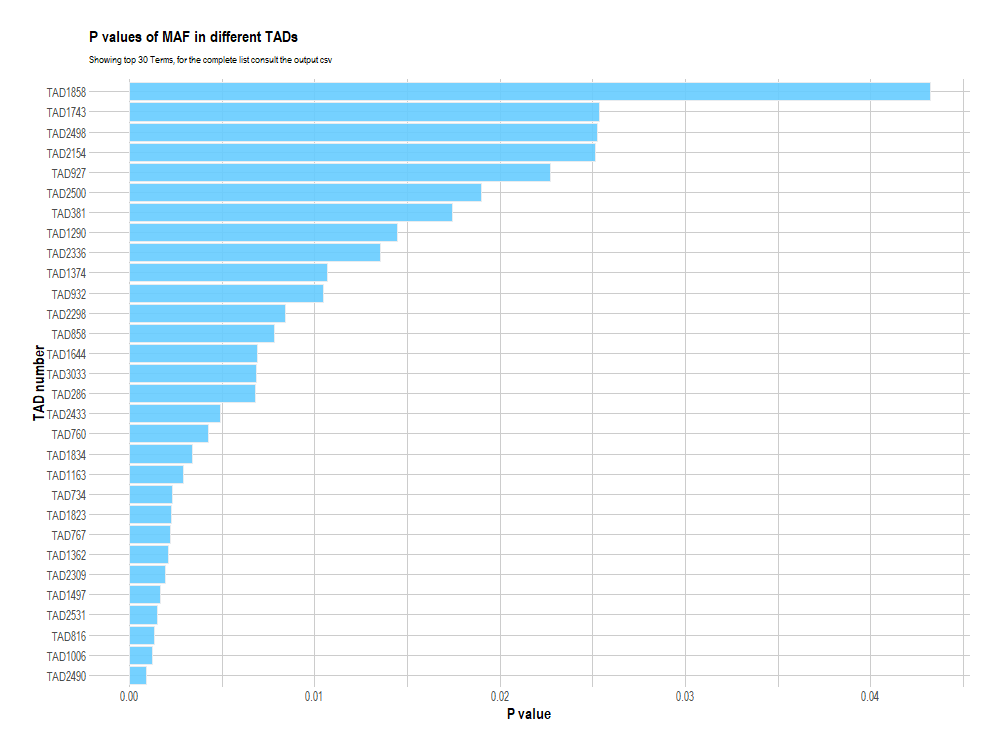 P values of MAF in different TADs
Showing top 30 Terms, for the complete list consult the output csv
TAD1858
TAD1743
TAD2498
TAD2154
TAD927
TAD2500
TAD381
TAD1290
TAD2336
TAD1374
TAD932
TAD2298
TAD858
TAD1644
TAD3033
TAD286
TAD2433
TAD760
TAD1834
TAD1163
TAD734
TAD1823
TAD767
TAD1362
TAD2309
TAD1497
TAD2531
TAD816
TAD1006
TAD2490
TAD number
0.00 0.01 0.02 0.03 0.04
P value